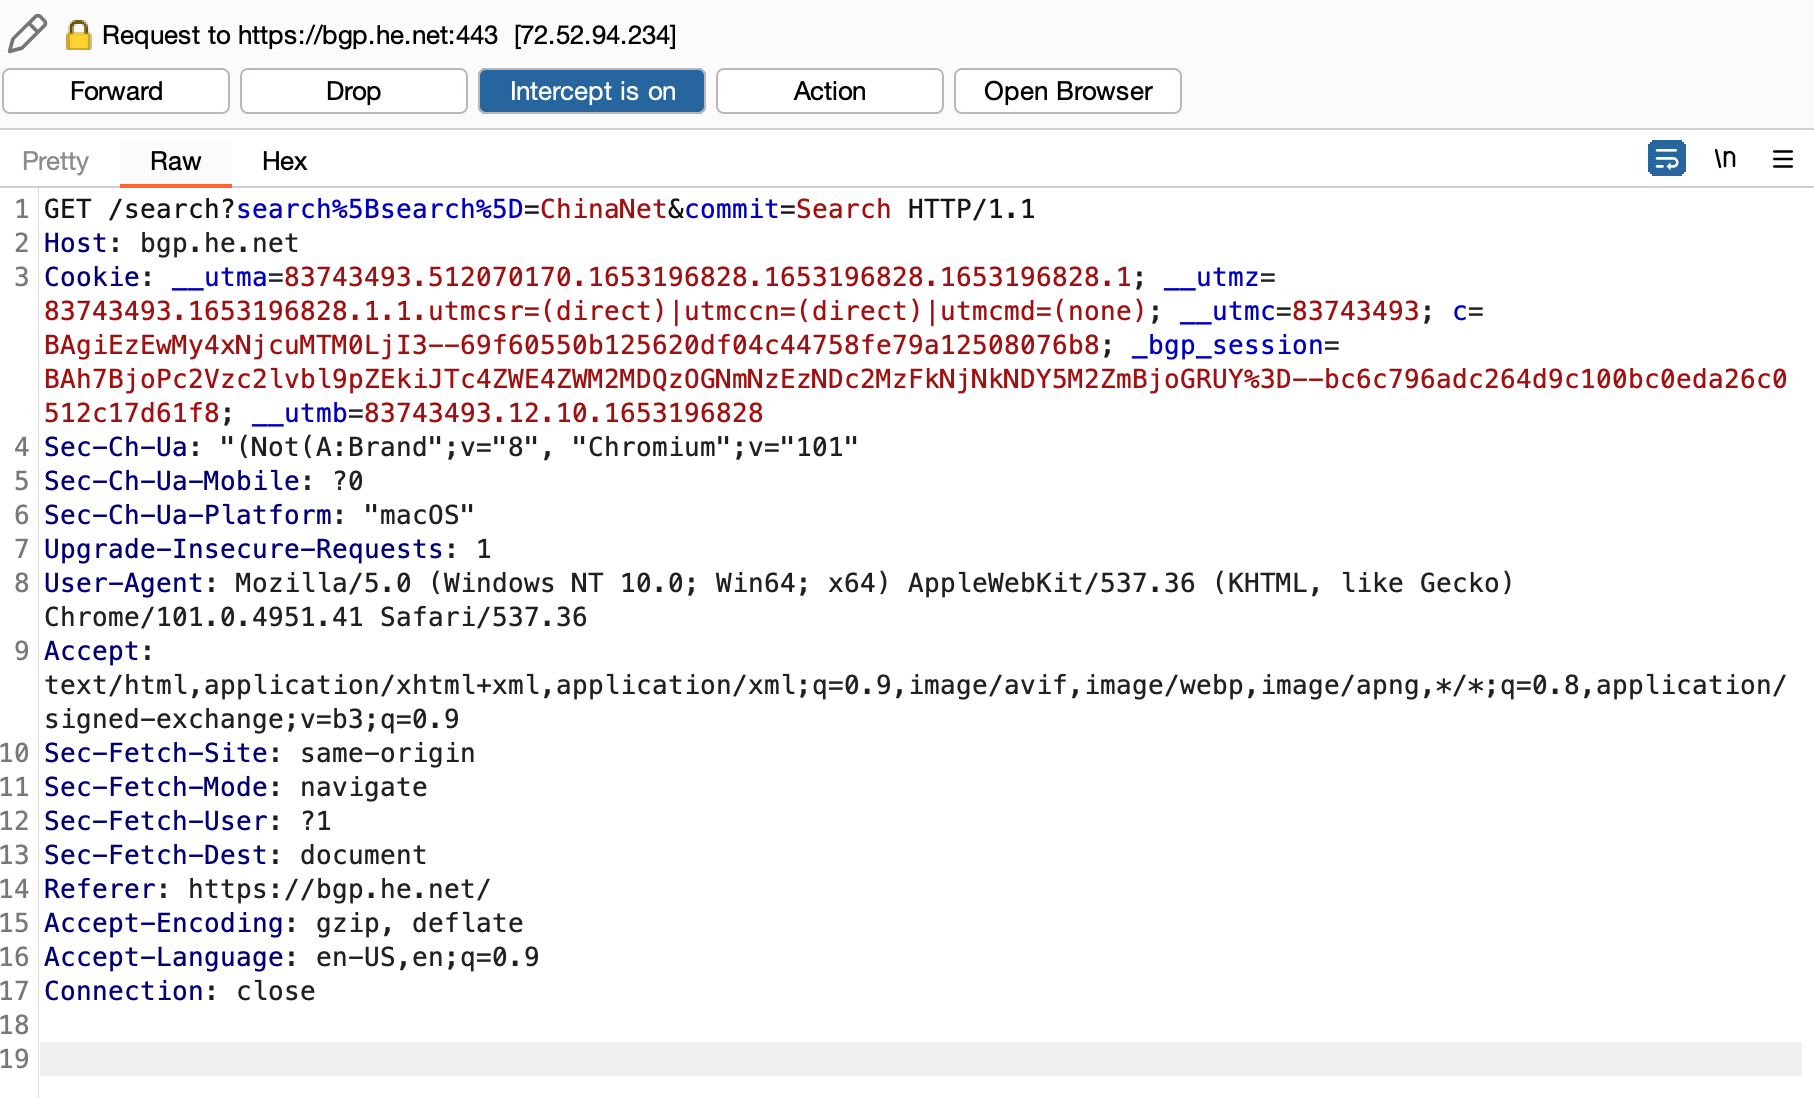 Request to https://bgp.he.net:443 [72.52.94.234]
Forward Drop Intercept is on Action Open Browser
Pretty Raw Hex \n
1 GET /search?search%5Bsearch%5D=ChinaNet&commit=Search HTTP/1.1
2 Host: bgp.he.net
3 Cookie: __utma=83743493.512070170.1653196828.1653196828.1653196828.1; __utmz=
83743493.1653196828.1.1.utmcsr=(direct)|utmccn=(direct)|utmcmd=(none); __utmc=83743493; c=
BAgiEzEwMy4xNjcuMTM0LjI3--69f60550b125620df04c44758fe79a12508076b8; _bgp_session=
BAh7BjoPc2Vzc2lvbl9pZEkiJTc4ZWE4ZWM2MDQzOGNmNzEzNDc2MzFkNjNkNDY5M2ZmBjoGRUY%3D--bc6c796adc264d9c100bc0eda26c0
512c17d61f8; __utmb=83743493.12.10.1653196828
4 Sec-Ch-Ua: "(Not(A:Brand";v="8", "Chromium";v="101"
5 Sec-Ch-Ua-Mobile: ?0
6 Sec-Ch-Ua-Platform: "macOS"
7 Upgrade-Insecure-Requests: 1
8 User-Agent: Mozilla/5.0 (Windows NT 10.0; Win64; x64) AppleWebKit/537.36 (KHTML, like Gecko)
Chrome/101.0.4951.41 Safari/537.36
9 Accept:
text/html,application/xhtml+xml,application/xml;q=0.9,image/avif,image/webp,image/apng,*/*;q=0.8,application/
signed-exchange;v=b3;q=0.9
10 Sec-Fetch-Site: same-origin
11 Sec-Fetch-Mode: navigate
12 Sec-Fetch-User: ?1
13 Sec-Fetch-Dest: document
14 Referer: https://bgp.he.net/
15 Accept-Encoding: gzip, deflate
16 Accept-Language: en-US,en;q=0.9
17 Connection: close
18
19